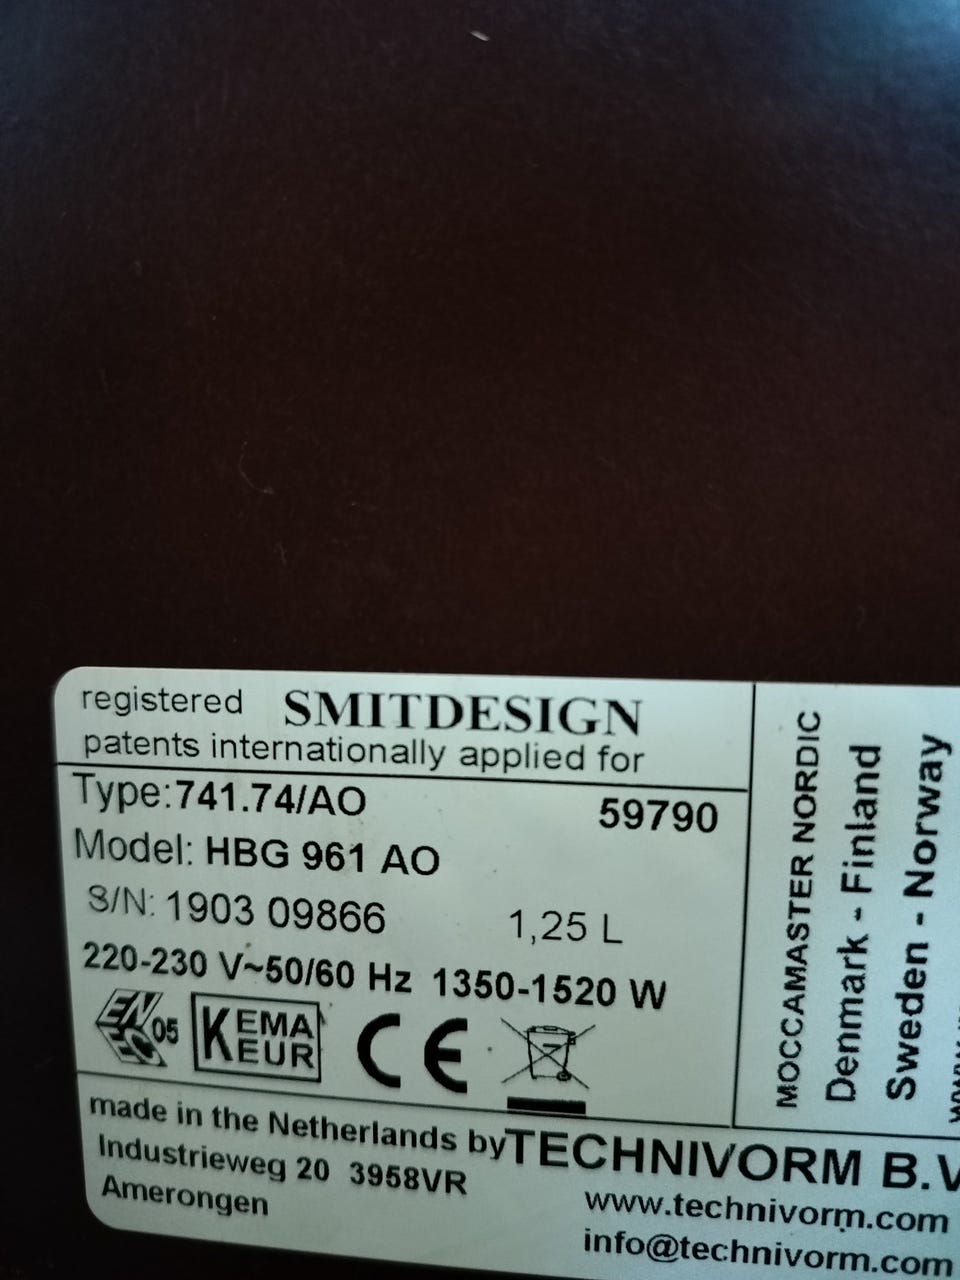 registered SMITDESIGN
patents internationally applied for
Type:741.74/AO 59790
Model: HBG 961 AO
S/N: 1903 09866 1,25 L
220-230 V~50/60 Hz 1350-1520 W
EN EC 05 KEMA KEUR CE
made in the Netherlands by TECHNIVORM B.V
Industrieweg 20 3958VR
Amerongen
www.technivorm.com
info@technivorm.com
MOCCAMASTER NORDIC
Denmark - Finland
Sweden - Norway